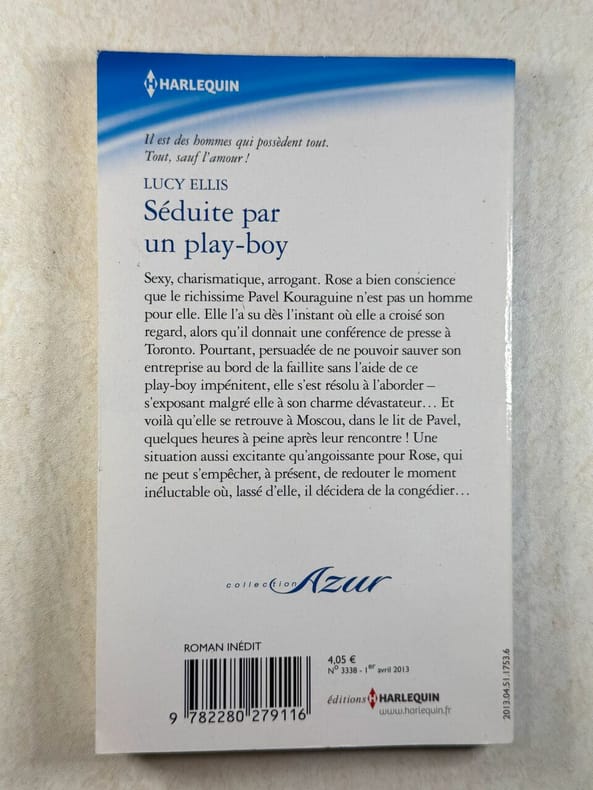 HARLEQUIN
Il est des hommes qui possèdent tout.
Tout, sauf l'amour !
LUCY ELLIS
Séduite par
un play-boy
Sexy, charismatique, arrogant. Rose a bien conscience
que le richissime Pavel Kouraguine n'est pas un homme
pour elle. Elle l'a su dès l'instant où elle a croisé son
regard, alors qu'il donnait une conférence de presse à
Toronto. Pourtant, persuadée de ne pouvoir sauver son
entreprise au bord de la faillite sans l'aide de ce
play-boy impénitent, elle s'est résolu à l'aborder –
s'exposant malgré elle à son charme dévastateur… Et
voilà qu'elle se retrouve à Moscou, dans le lit de Pavel,
quelques heures à peine après leur rencontre ! Une
situation aussi excitante qu'angoissante pour Rose, qui
ne peut s'empêcher, à présent, de redouter le moment
inéluctable où, lassé d'elle, il décidera de la congédier…
collection Azur
ROMAN INÉDIT
9 782280 279116
4,05 €
N° 3338 - 1er avril 2013
éditions HARLEQUIN
www.harlequin.fr
2013.04.51.1753.6